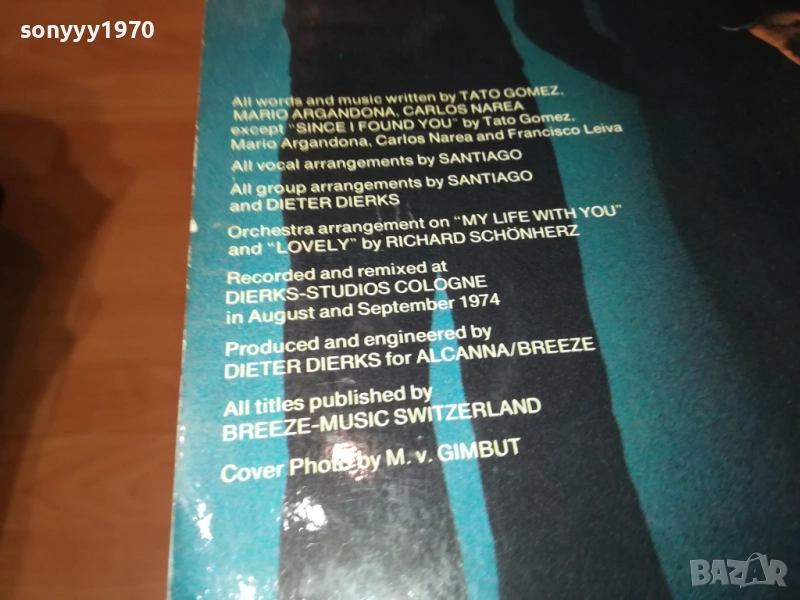 sonyyy1970
All words and music written by TATO GOMEZ,
MARIO ARGANDONA, CARLOS NAREA
except "SINCE I FOUND YOU" by Tato Gomez,
Mario Argandona, Carlos Narea and Francisco Leiva
All vocal arrangements by SANTIAGO
All group arrangements by SANTIAGO
and DIETER DIERKS
Orchestra arrangement on "MY LIFE WITH YOU"
and "LOVELY" by RICHARD SCHÖNHERZ
Recorded and remixed at
DIERKS-STUDIOS COLOGNE
in August and September 1974
Produced and engineered by
DIETER DIERKS for ALCANNA/BREEZE
All titles published by
BREEZE-MUSIC SWITZERLAND
Cover Photo by M. v. GIMBUT
BAZAR